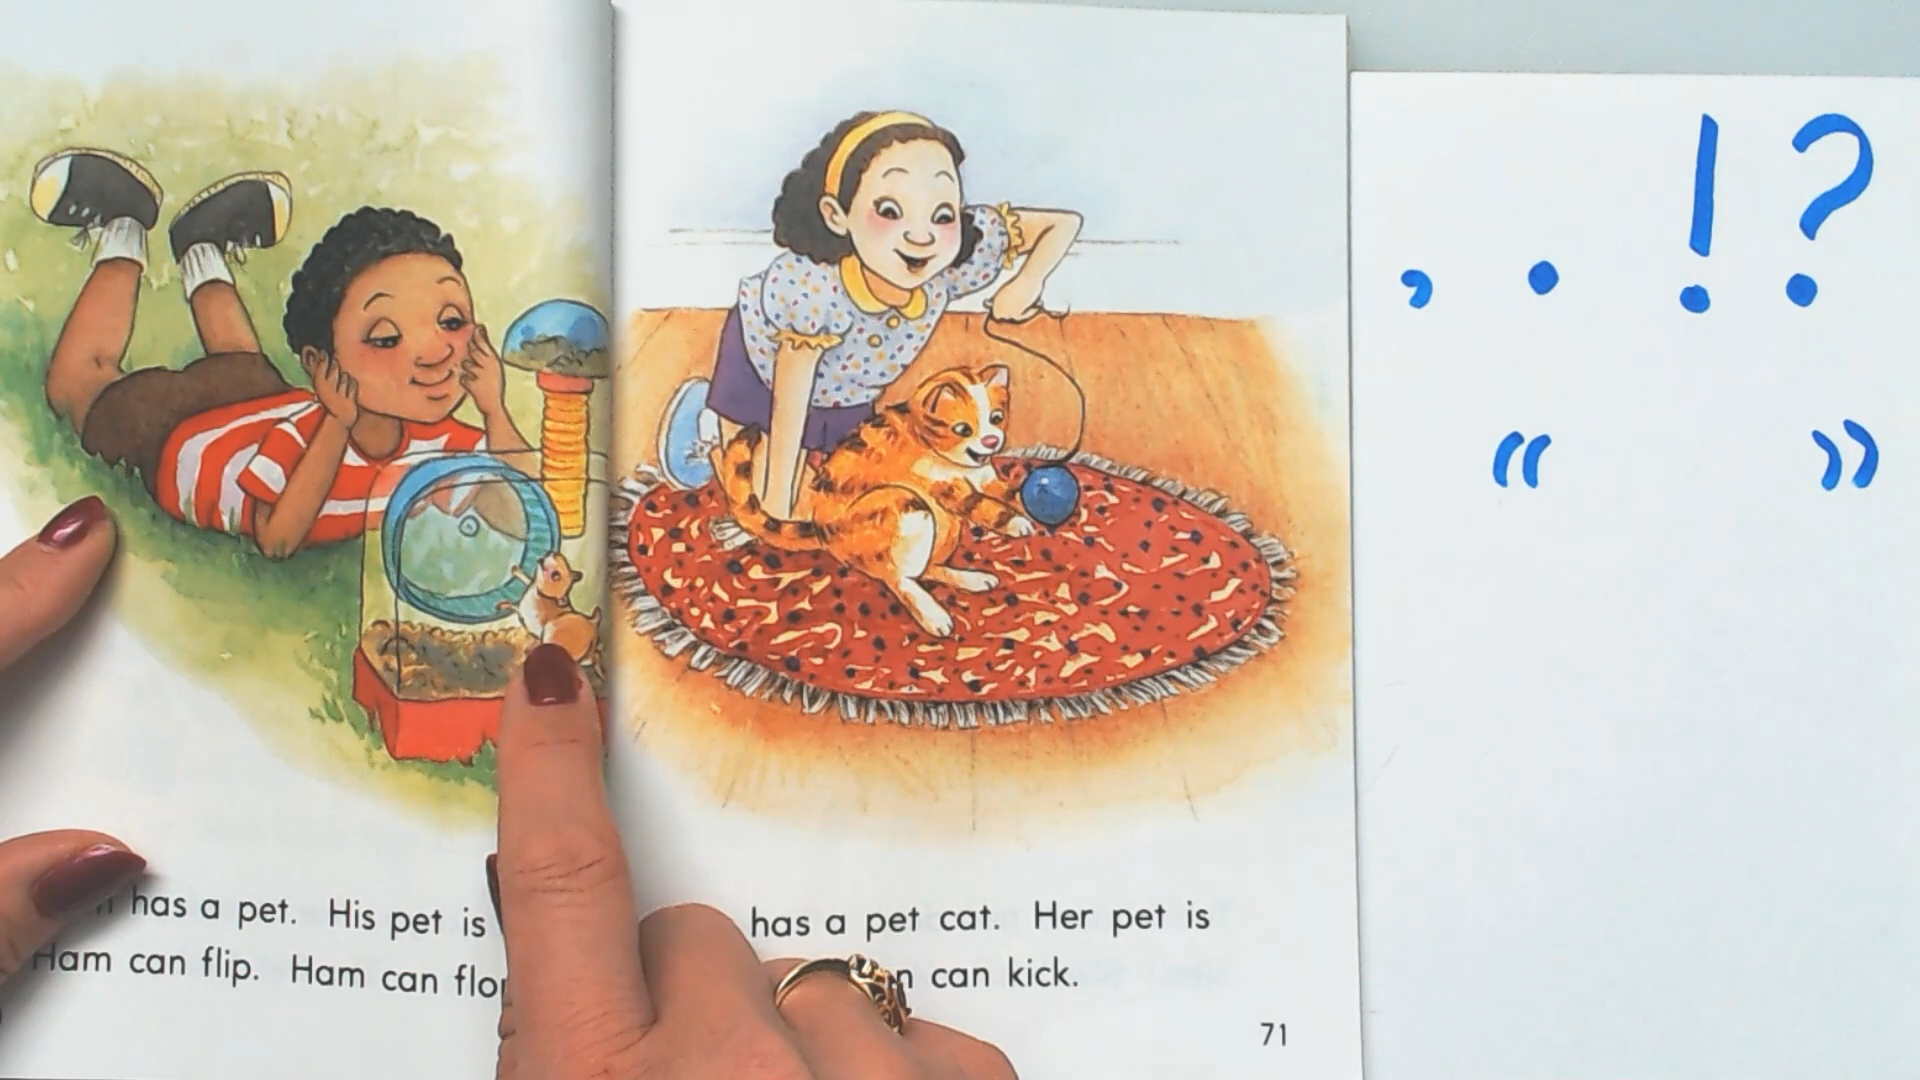 has a pet. His pet is
Ham can flip. Ham can flo
has a pet cat. Her pet is
can kick.
71
, . ! ?
“ ”